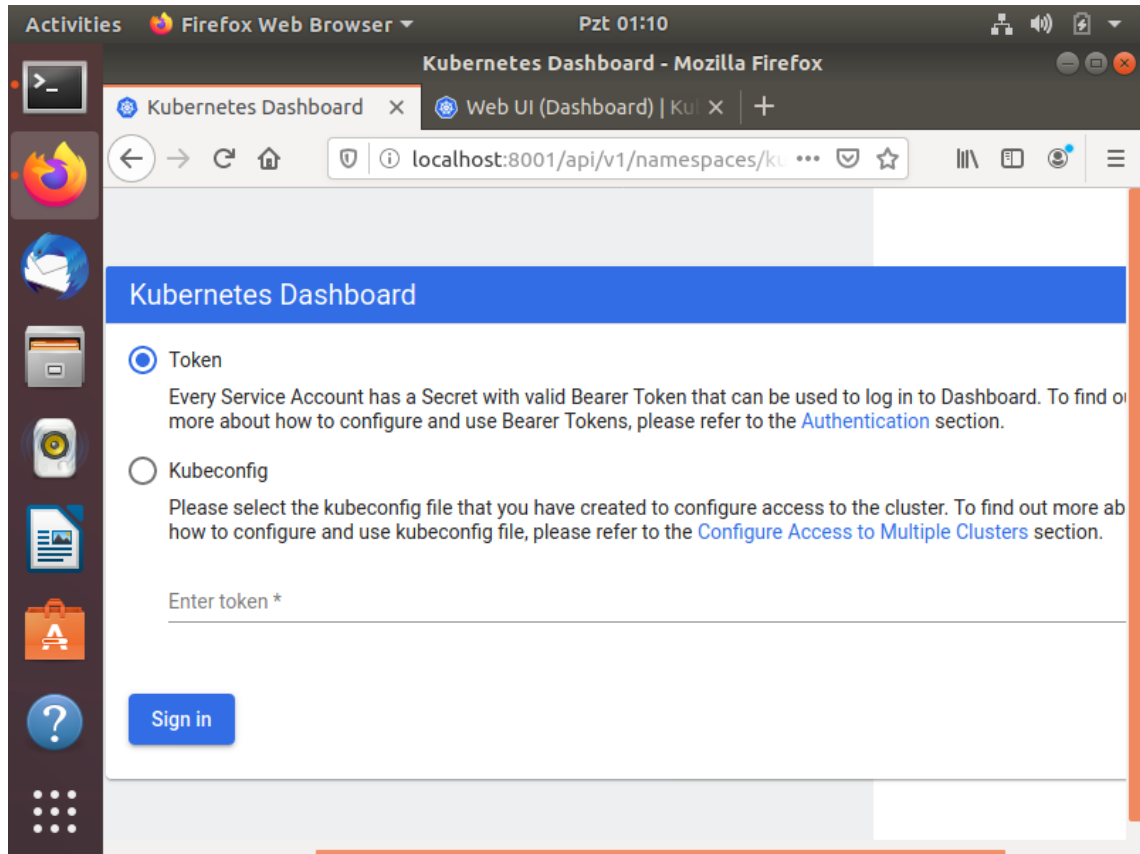 Activities Firefox Web Browser Pzt 01:10
Kubernetes Dashboard - Mozilla Firefox
Kubernetes Dashboard Web UI (Dashboard) | Ku
localhost:8001/api/v1/namespaces/ku
Kubernetes Dashboard
Token
Every Service Account has a Secret with valid Bearer Token that can be used to log in to Dashboard. To find
more about how to configure and use Bearer Tokens, please refer to the Authentication section.
Kubeconfig
Please select the kubeconfig file that you have created to configure access to the cluster. To find out more ab
how to configure and use kubeconfig file, please refer to the Configure Access to Multiple Clusters section.
Enter token *
Sign in